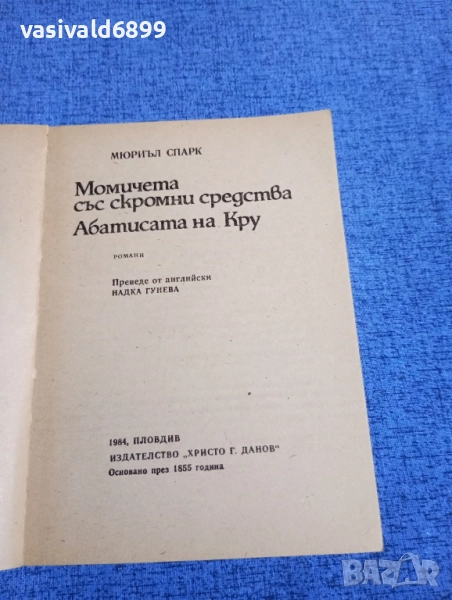 vasivald6899
МЮРИЪЛ СПАРК
Момичета
със скромни средства
Абатисата на Кру
РОМАНИ
Преведе от английски
НАДКА ГУНЕВА
1984, ПЛОВДИВ
ИЗДАТЕЛСТВО „ХРИСТО Г. ДАНОВ"
Основано през 1855 година
BAZAR